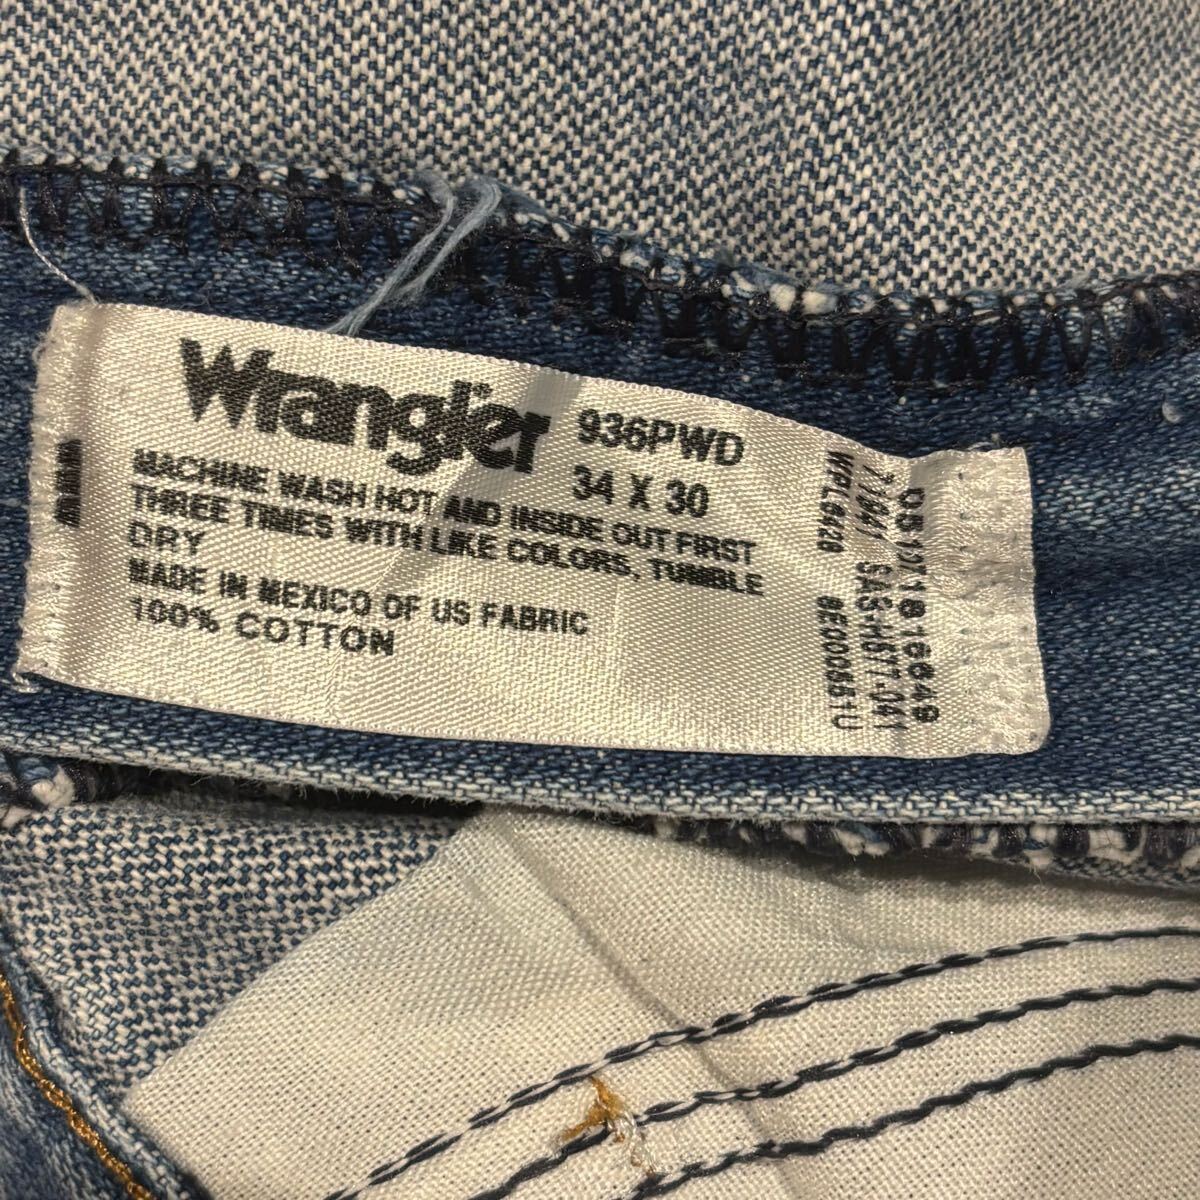 Wrangler
936PWD
34 X 30
MACHINE WASH HOT AND INSIDE OUT FIRST
THREE TIMES WITH LIKE COLORS, TUMBLE
DRY
MADE IN MEXICO OF US FABRIC
100% COTTON
WPL6420